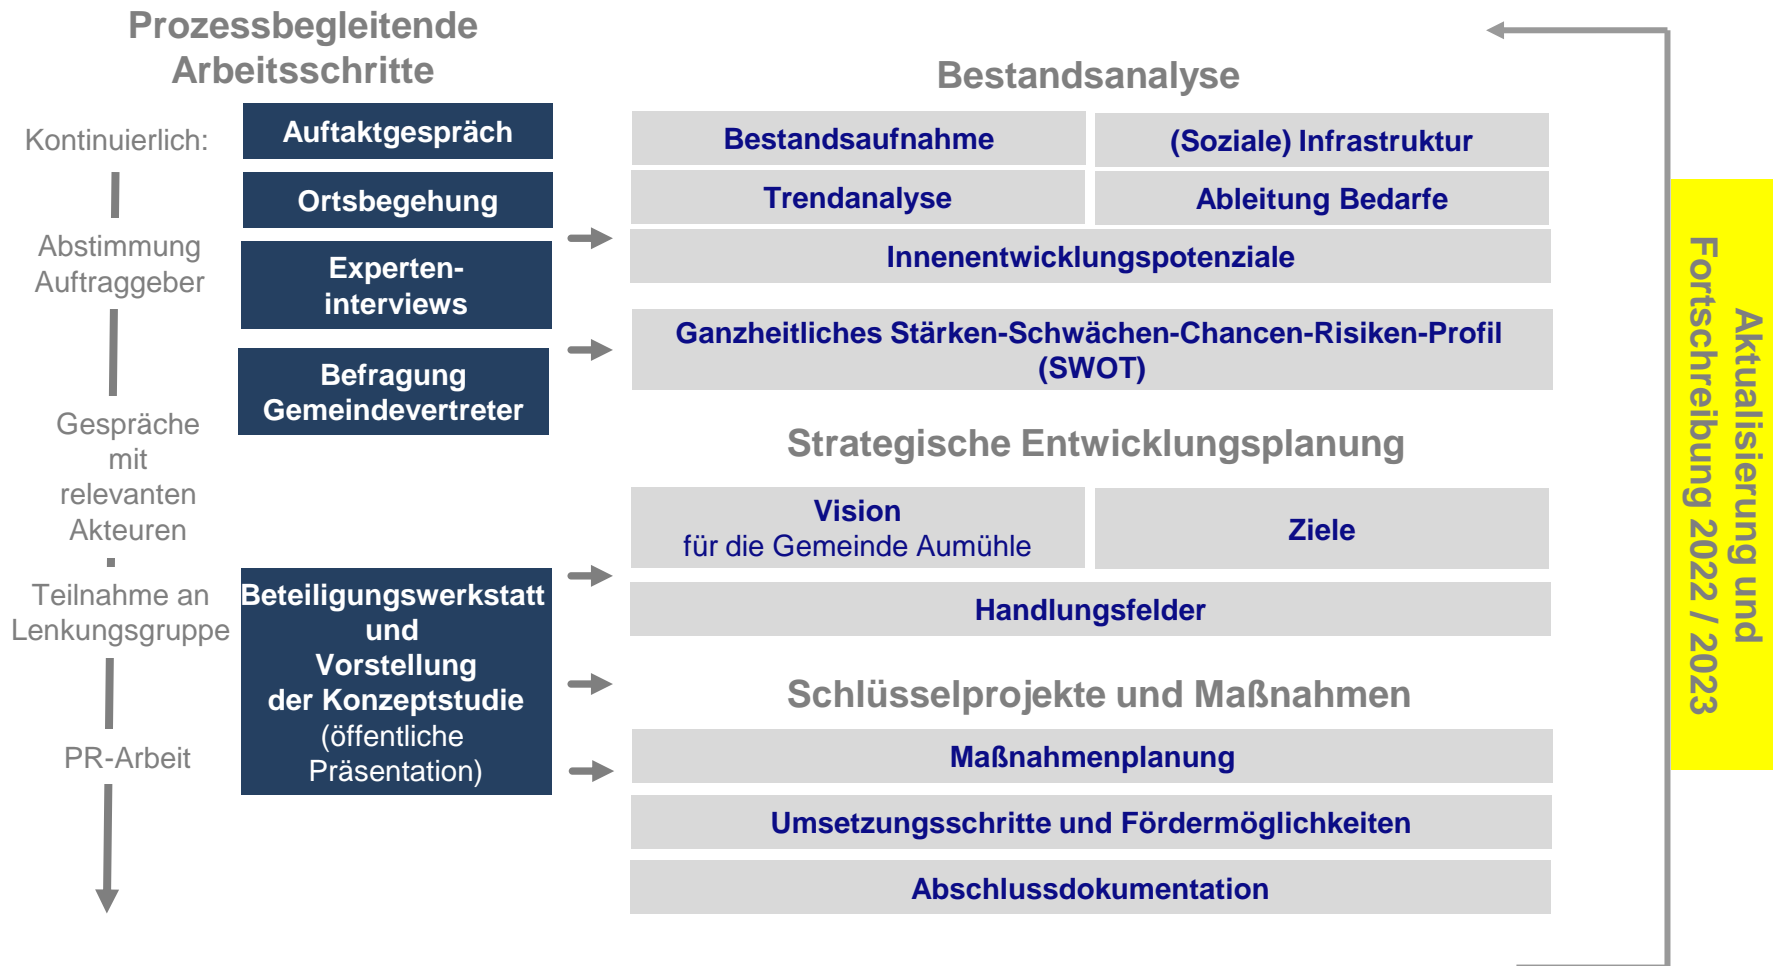 Prozessbegleitende
Arbeitsschritte
Kontinuierlich:
Abstimmung
Auftraggeber
Gespräche
mit
relevanten
Akteuren
Teilnahme an
Lenkungsgruppe
PR-Arbeit
Auftaktgespräch
Ortsbegehung
Experten-
interviews
Befragung
Gemeindevertreter
Beteiligungswerkstatt
und
Vorstellung
der Konzeptstudie
(öffentliche
Präsentation)
Bestandsanalyse
Bestandsaufnahme
(Soziale) Infrastruktur
Trendanalyse
Ableitung Bedarfe
Innenentwicklungspotenziale
Ganzheitliches Stärken-Schwächen-Chancen-Risiken-Profil
(SWOT)
Strategische Entwicklungsplanung
Vision
für die Gemeinde Aumühle
Ziele
Handlungsfelder
Schlüsselprojekte und Maßnahmen
Maßnahmenplanung
Umsetzungsschritte und Fördermöglichkeiten
Abschlussdokumentation
Aktualisierung und
Fortschreibung 2022 / 2023